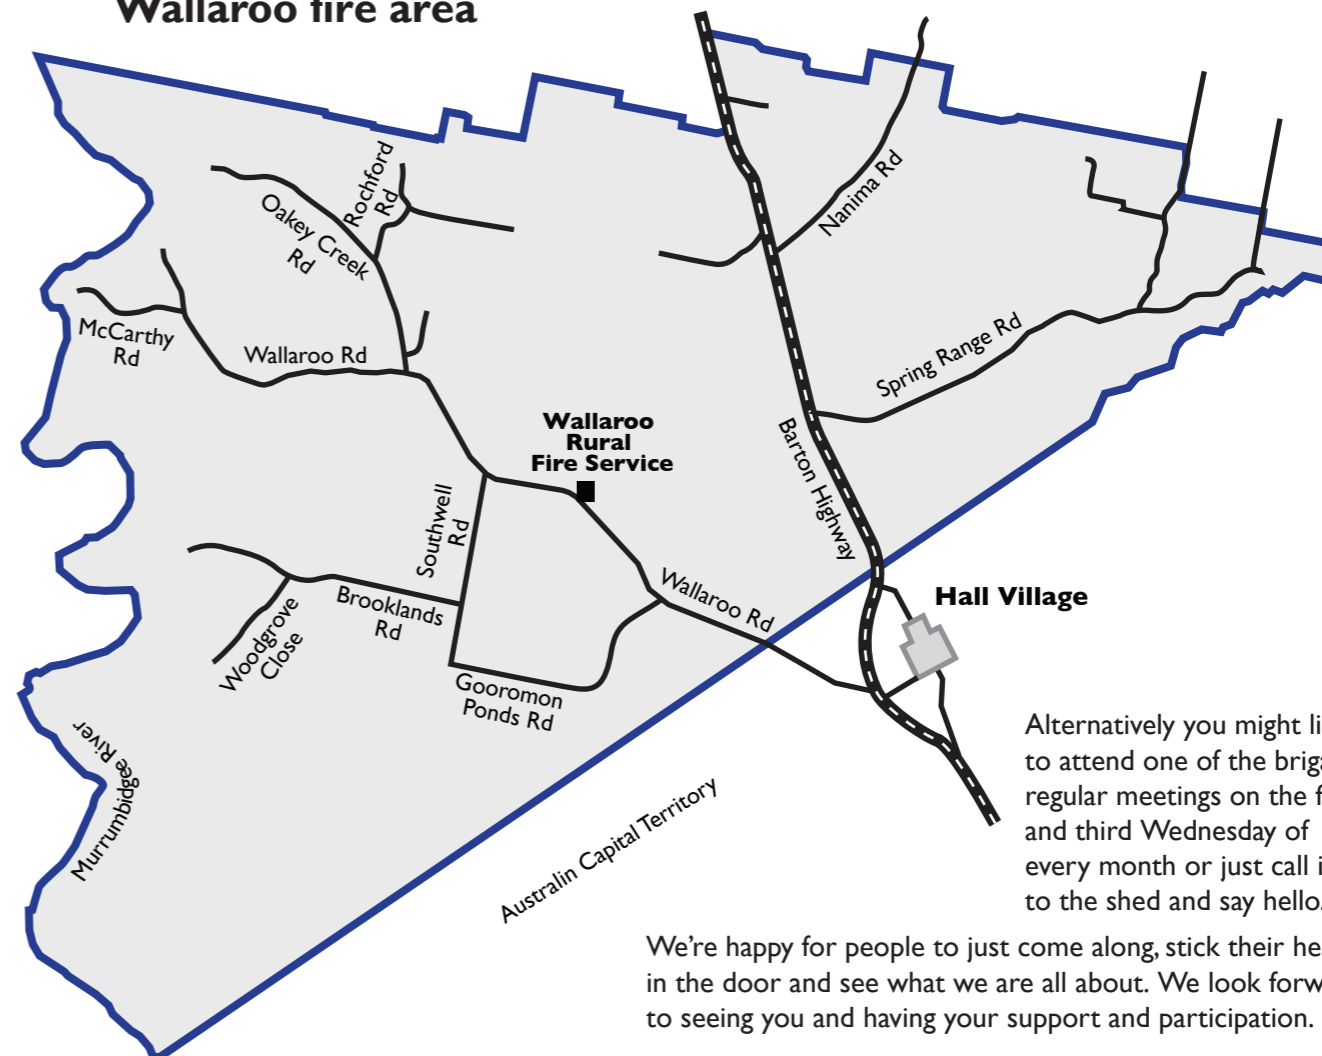 Wallaroo fire area
Rochford
Rd
Oakey Creek
Rd
Nanima Rd
McCarthy
Rd
Wallaroo Rd
Spring Range Rd
Wallaroo
Rural
Fire Service
Barton Highway
Southwell
Rd
Wallaroo Rd
Hall Village
Brooklands
Rd
Woodgrove
Close
Gooromon
Ponds Rd
Murrumbidgee River
Australin Capital Territory
Alternatively you might
to attend one of the
regular meetings on the
and third Wednesday of
every month or just call
to the shed and say hello.
We're happy for people to just come along, stick their
in the door and see what we are all about. We look
to seeing you and having your support and participation.